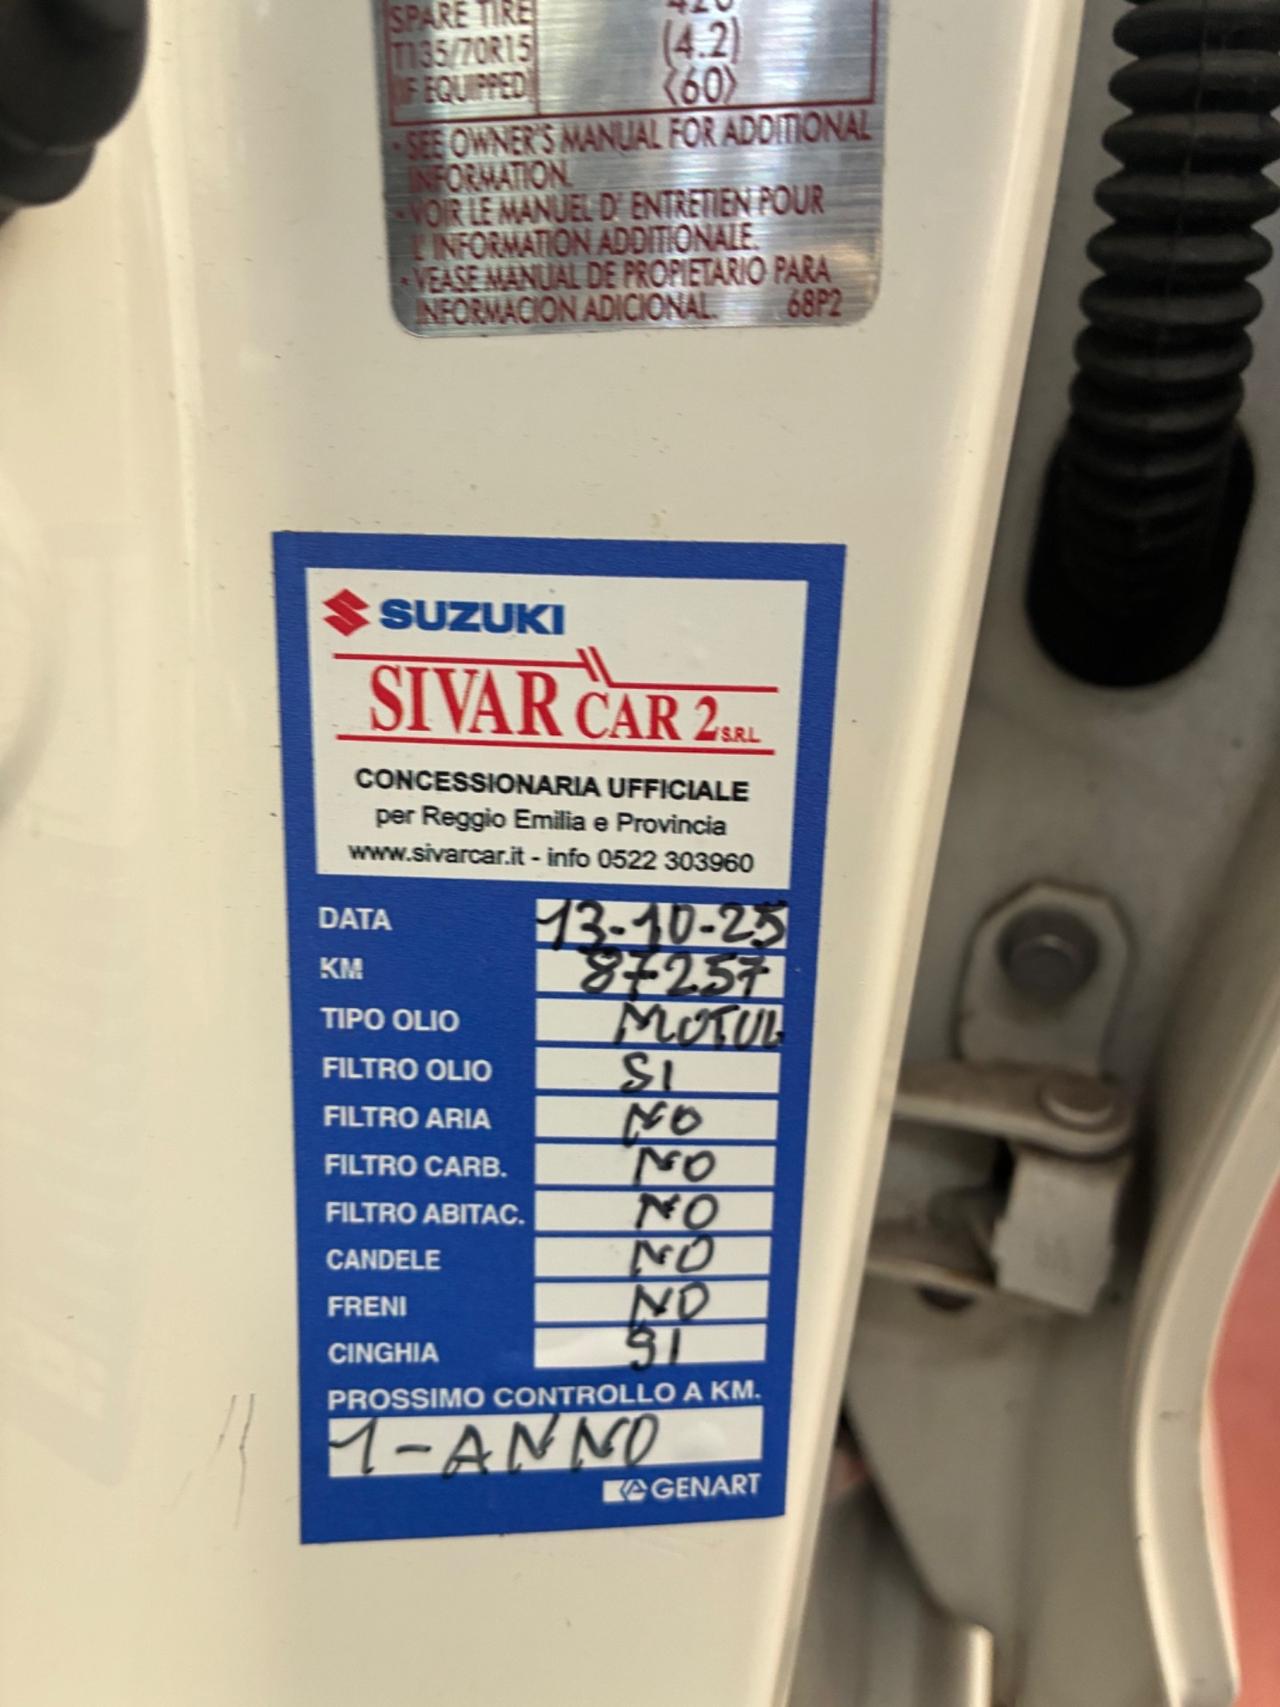 SPARE TIRE 420
T135/70R15 (4.2)
IF EQUIPPED 〈60〉
· SEE OWNER'S MANUAL FOR ADDITIONAL
INFORMATION.
· VOIR LE MANUEL D' ENTRETIEN POUR
L' INFORMATION ADDITIONALE.
· VEASE MANUAL DE PROPIETARIO PARA
INFORMACION ADICIONAL. 68P2
SUZUKI
SIVAR CAR 2 S.R.L.
CONCESSIONARIA UFFICIALE
per Reggio Emilia e Provincia
www.sivarcar.it - info 0522 303960
DATA 13-10-25
KM 87257
TIPO OLIO MOTUL
FILTRO OLIO SI
FILTRO ARIA NO
FILTRO CARB. NO
FILTRO ABITAC. NO
CANDELE NO
FRENI NO
CINGHIA SI
PROSSIMO CONTROLLO A KM.
1-ANNO
GENART